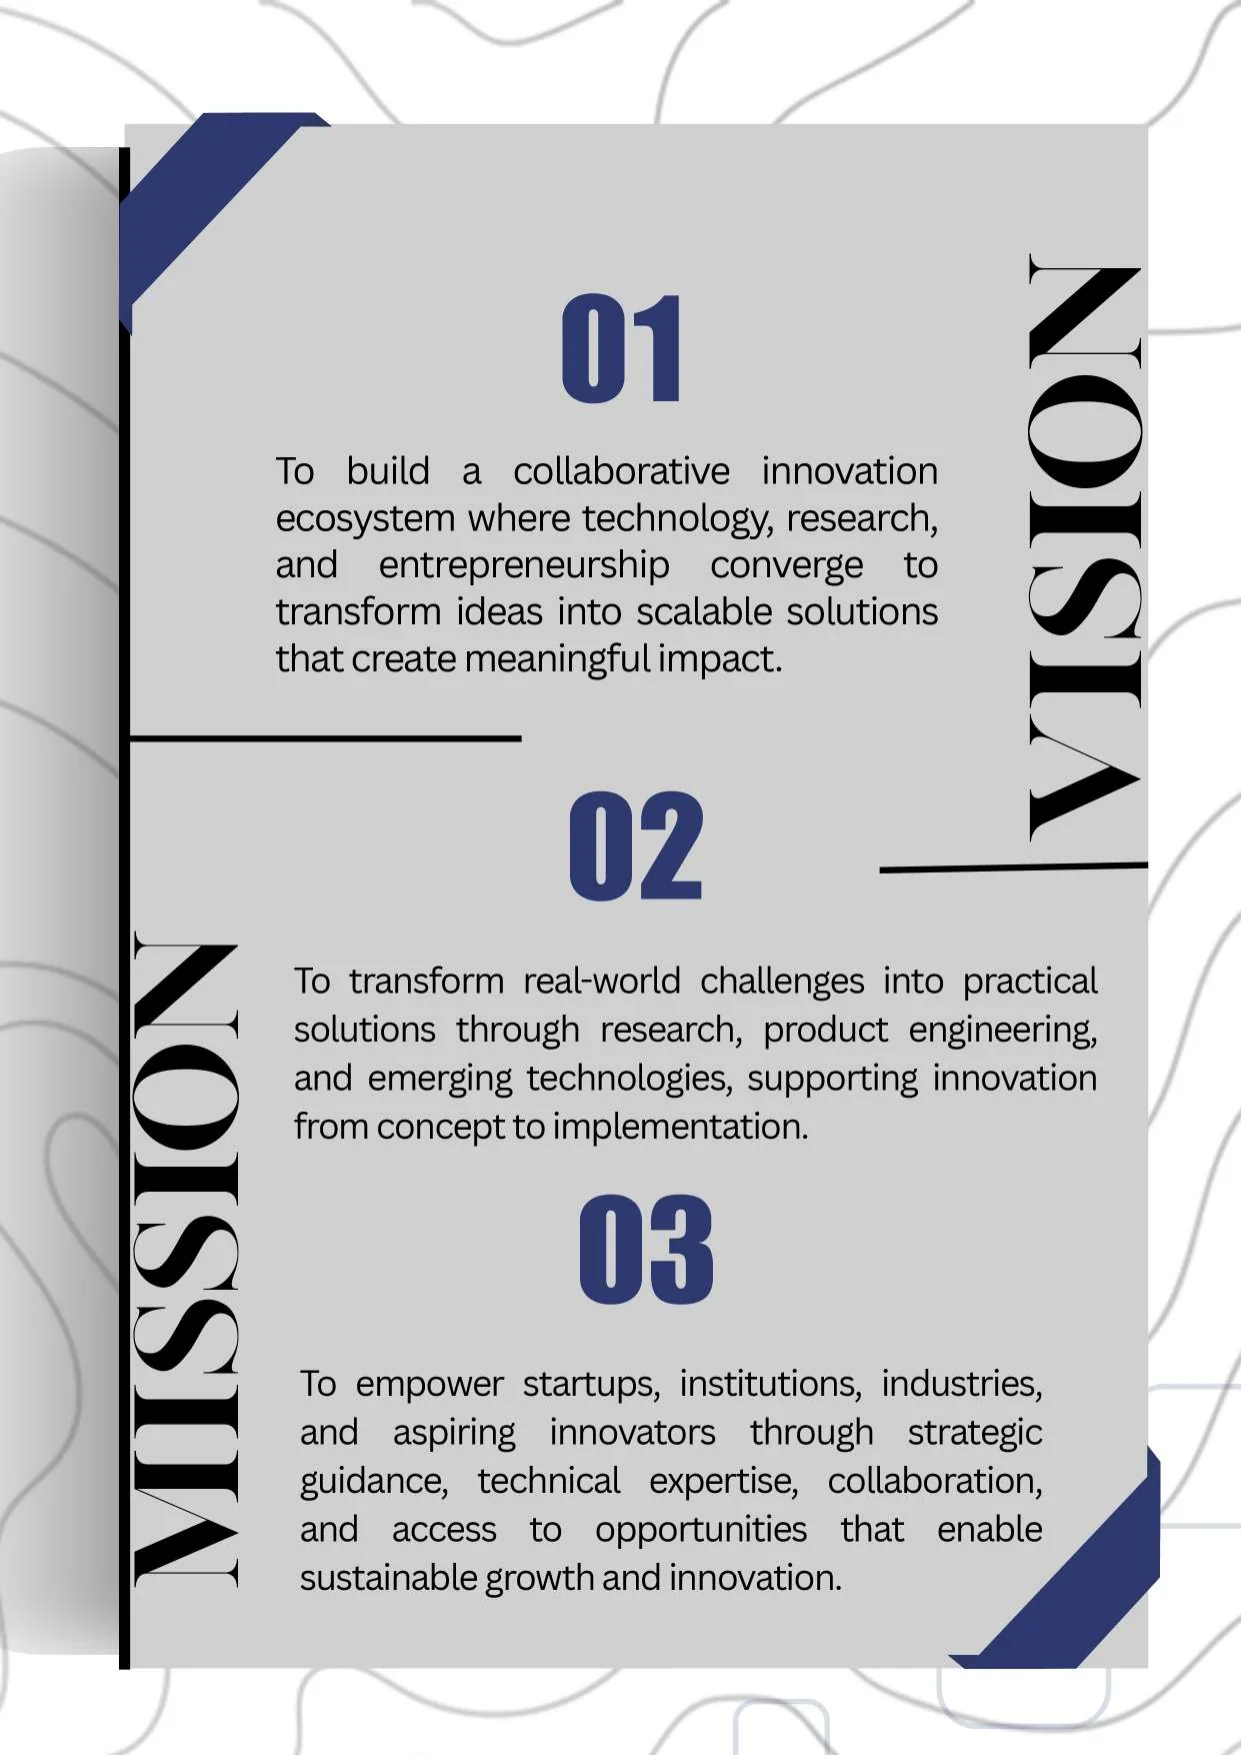 VISION
01
To build a collaborative innovation
ecosystem where technology, research,
and entrepreneurship converge to
transform ideas into scalable solutions
that create meaningful impact.
MISSION
02
To transform real-world challenges into practical
solutions through research, product engineering,
and emerging technologies, supporting innovation
from concept to implementation.
03
To empower startups, institutions, industries,
and aspiring innovators through strategic
guidance, technical expertise, collaboration,
and access to opportunities that enable
sustainable growth and innovation.